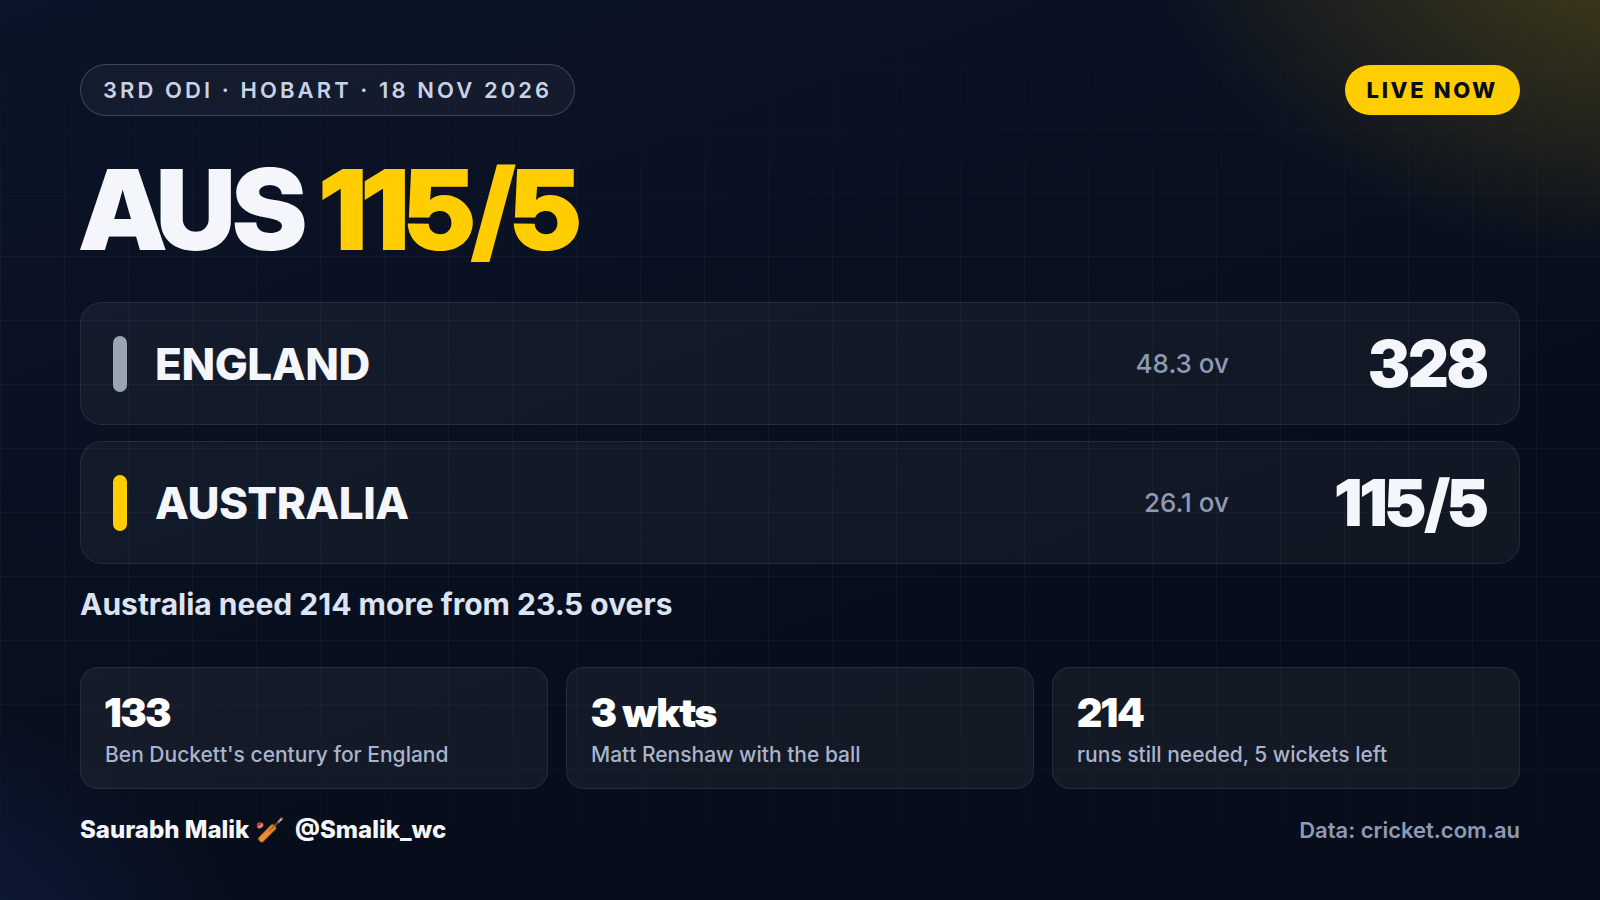 3RD ODI · HOBART · 18 NOV 2026
LIVE NOW
AUS 115/5
ENGLAND 48.3 ov 328
AUSTRALIA 26.1 ov 115/5
Australia need 214 more from 23.5 overs
133
Ben Duckett's century for England
3 wkts
Matt Renshaw with the ball
214
runs still needed, 5 wickets left
Saurabh Malik 🏏 @Smalik_wc
Data: cricket.com.au